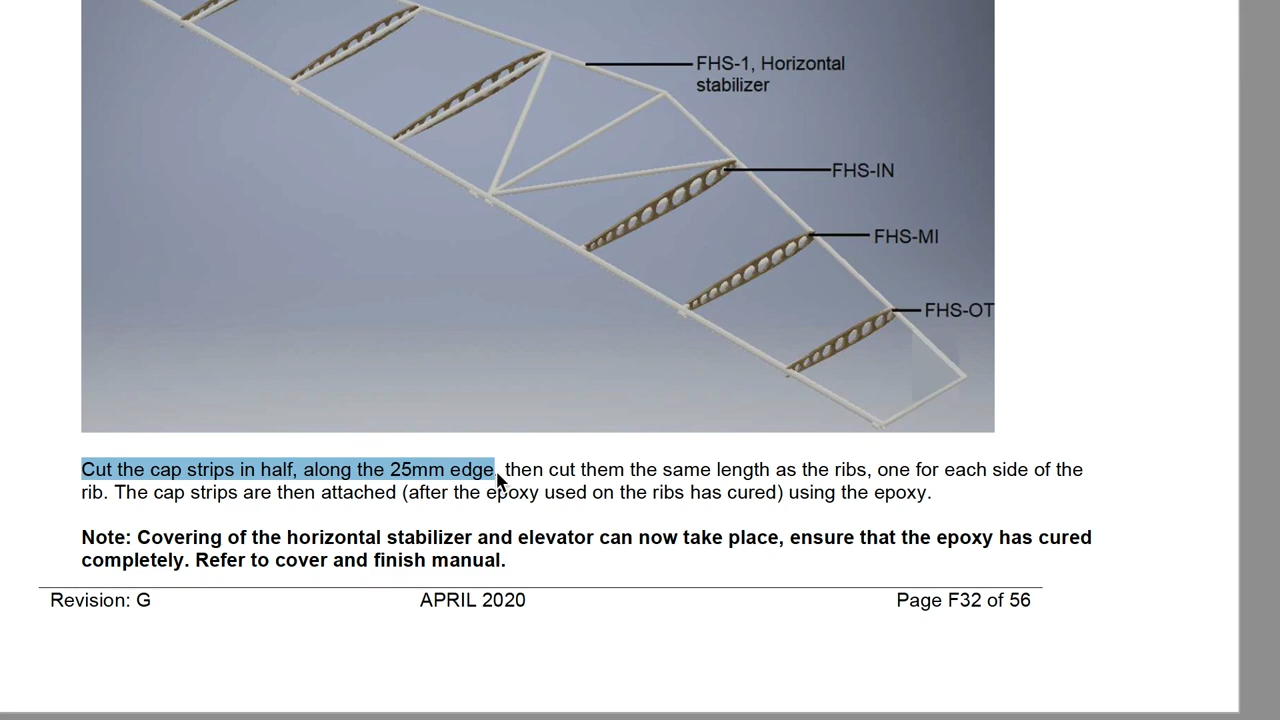 FHS-1, Horizontal
stabilizer
FHS-IN
FHS-MI
FHS-OT
Cut the cap strips in half, along the 25mm edge, then cut them the same length as the ribs, one for each side of the
rib. The cap strips are then attached (after the epoxy used on the ribs has cured) using the epoxy.
Note: Covering of the horizontal stabilizer and elevator can now take place, ensure that the epoxy has cured
completely. Refer to cover and finish manual.
Revision: G APRIL 2020 Page F32 of 56